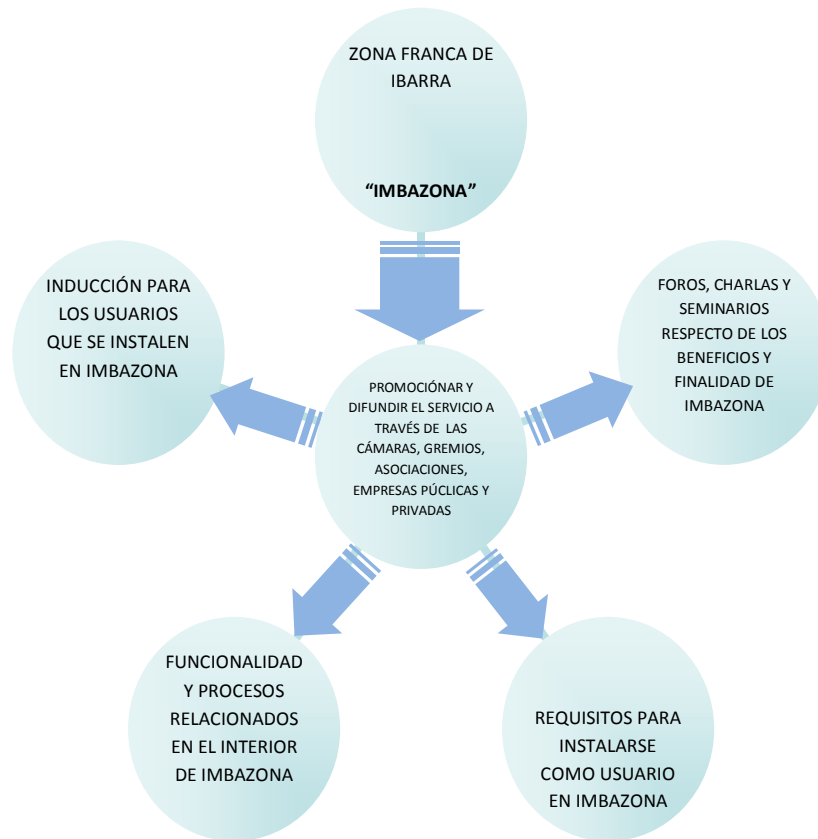 ZONA FRANCA DE
IBARRA
“IMBAZONA”
INDUCCIÓN PARA
LOS USUARIOS
QUE SE INSTALEN
EN IMBAZONA
FOROS, CHARLAS Y
SEMINARIOS
RESPECTO DE LOS
BENEFICIOS Y
FINALIDAD DE
IMBAZONA
PROMOCIÓNAR Y
DIFUNDIR EL SERVICIO A
TRAVÉS DE LAS
CÁMARAS, GREMIOS,
ASOCIACIONES,
EMPRESAS PÚCLICAS Y
PRIVADAS
FUNCIONALIDAD
Y PROCESOS
RELACIONADOS
EN EL INTERIOR
DE IMBAZONA
REQUISITOS PARA
INSTALARSE
COMO USUARIO
EN IMBAZONA